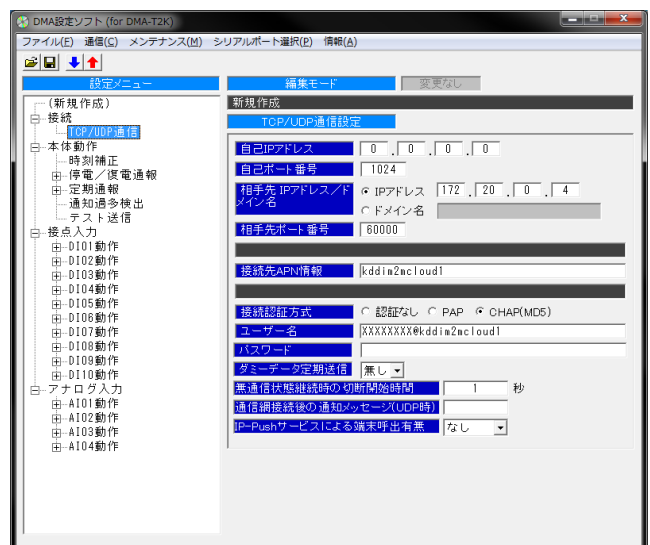 DMA設定ソフト (for DMA-T2K)
ファイル(F) 通信(C) メンテナンス(M) シリアルポート選択(P) 情報(A)
設定メニュー
編集モード 変更なし
(新規作成)
接続
TCP/UDP通信
本体動作
時刻補正
停電／復電通報
定期通報
通知過多検出
テスト送信
接点入力
DI01動作
DI02動作
DI03動作
DI04動作
DI05動作
DI06動作
DI07動作
DI08動作
DI09動作
DI10動作
アナログ入力
AI01動作
AI02動作
AI03動作
AI04動作
新規作成
TCP/UDP通信設定
自己IPアドレス 0 . 0 . 0 . 0
自己ポート番号 1024
相手先 IPアドレス／ドメイン名 IPアドレス 172 . 20 . 0 . 4
ドメイン名
相手先ポート番号 60000
接続先APN情報 kddim2mcloud1
接続認証方式 認証なし PAP CHAP(MD5)
ユーザー名 XXXXXXXX@kddim2mcloud1
パスワード
ダミーデータ定期送信 無し
無通信状態継続時の切断開始時間 1 秒
通信網接続後の通知メッセージ(UDP時)
IP-Pushサービスによる端末呼出有無 なし